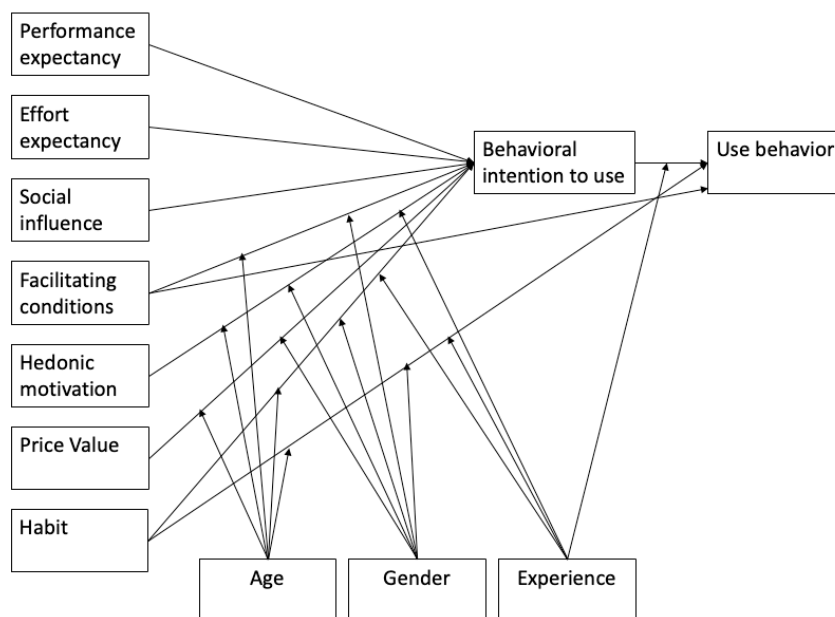 Performance
expectancy
Effort
expectancy
Social
influence
Facilitating
conditions
Hedonic
motivation
Price Value
Habit
Behavioral
intention to use
Use behavior
Age
Gender
Experience